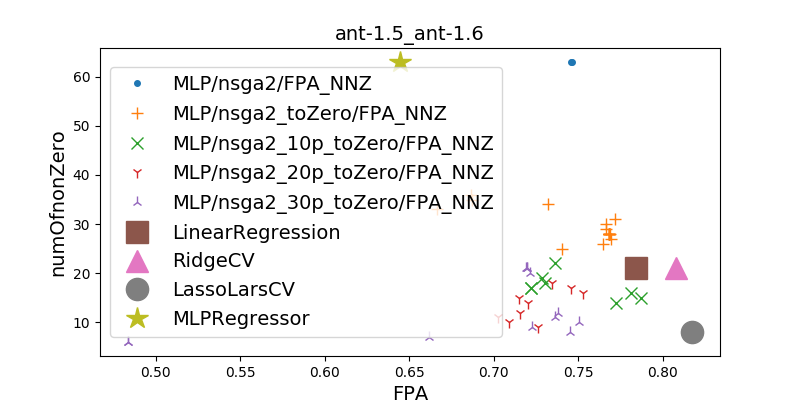 ant-1.5_ant-1.6
numOfnonZero
60
50
40
30
20
10
MLP/nsga2/FPA_NNZ
MLP/nsga2_toZero/FPA_NNZ
MLP/nsga2_10p_toZero/FPA_NNZ
MLP/nsga2_20p_toZero/FPA_NNZ
MLP/nsga2_30p_toZero/FPA_NNZ
LinearRegression
RidgeCV
LassoLarsCV
MLPRegressor
0.50 0.55 0.60 0.65 0.70 0.75 0.80
FPA